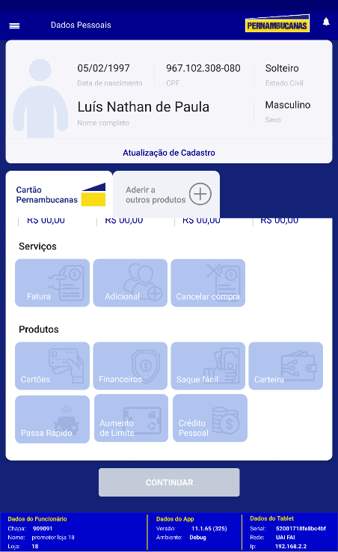 Dados Pessoais
PERNAMBUCANAS
05/02/1997
967.102.308-080
Solteiro
Data de nascimento
CPF
Estado Civil
Luís Nathan de Paula
Masculino
Nome completo
Sexo
Atualização de Cadastro
Cartão
Pernambucanas
Aderir a
outros produtos
R$ 00,00 R$ 00,00 R$ 00,00 R$ 00,00
Serviços
Fatura
Adicional
Cancelar compra
Produtos
Cartões
Financeiros
Saque fácil
Carteira
Passa Rápido
Aumento
de Limite
Crédito
Pessoal
CONTINUAR
Dados do Funcionário
Chapa: 909091
Nome: promotor loja 18
Loja: 18
Dados do App
Versão: 11.1.65 (325)
Ambiente: Debug
Dados do Tablet
Serial: 52001718fe8bc4bf
Rede: UAI FAI
Ip: 192.168.2.2